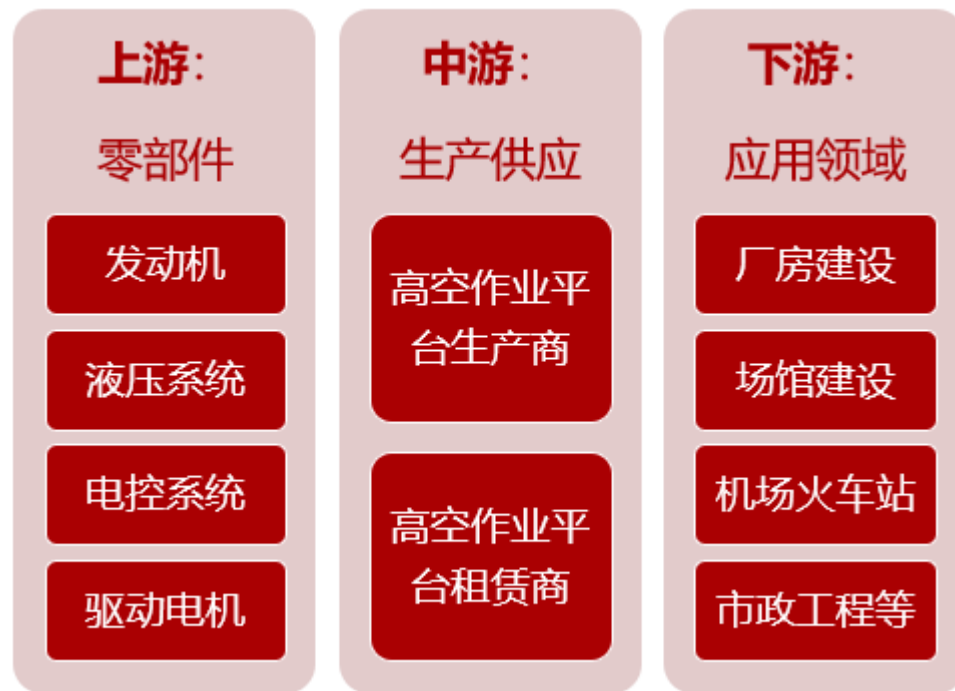 上游：
零部件
发动机
液压系统
电控系统
驱动电机
中游：
生产供应
高空作业平
台生产商
高空作业平
台租赁商
下游：
应用领域
厂房建设
场馆建设
机场火车站
市政工程等